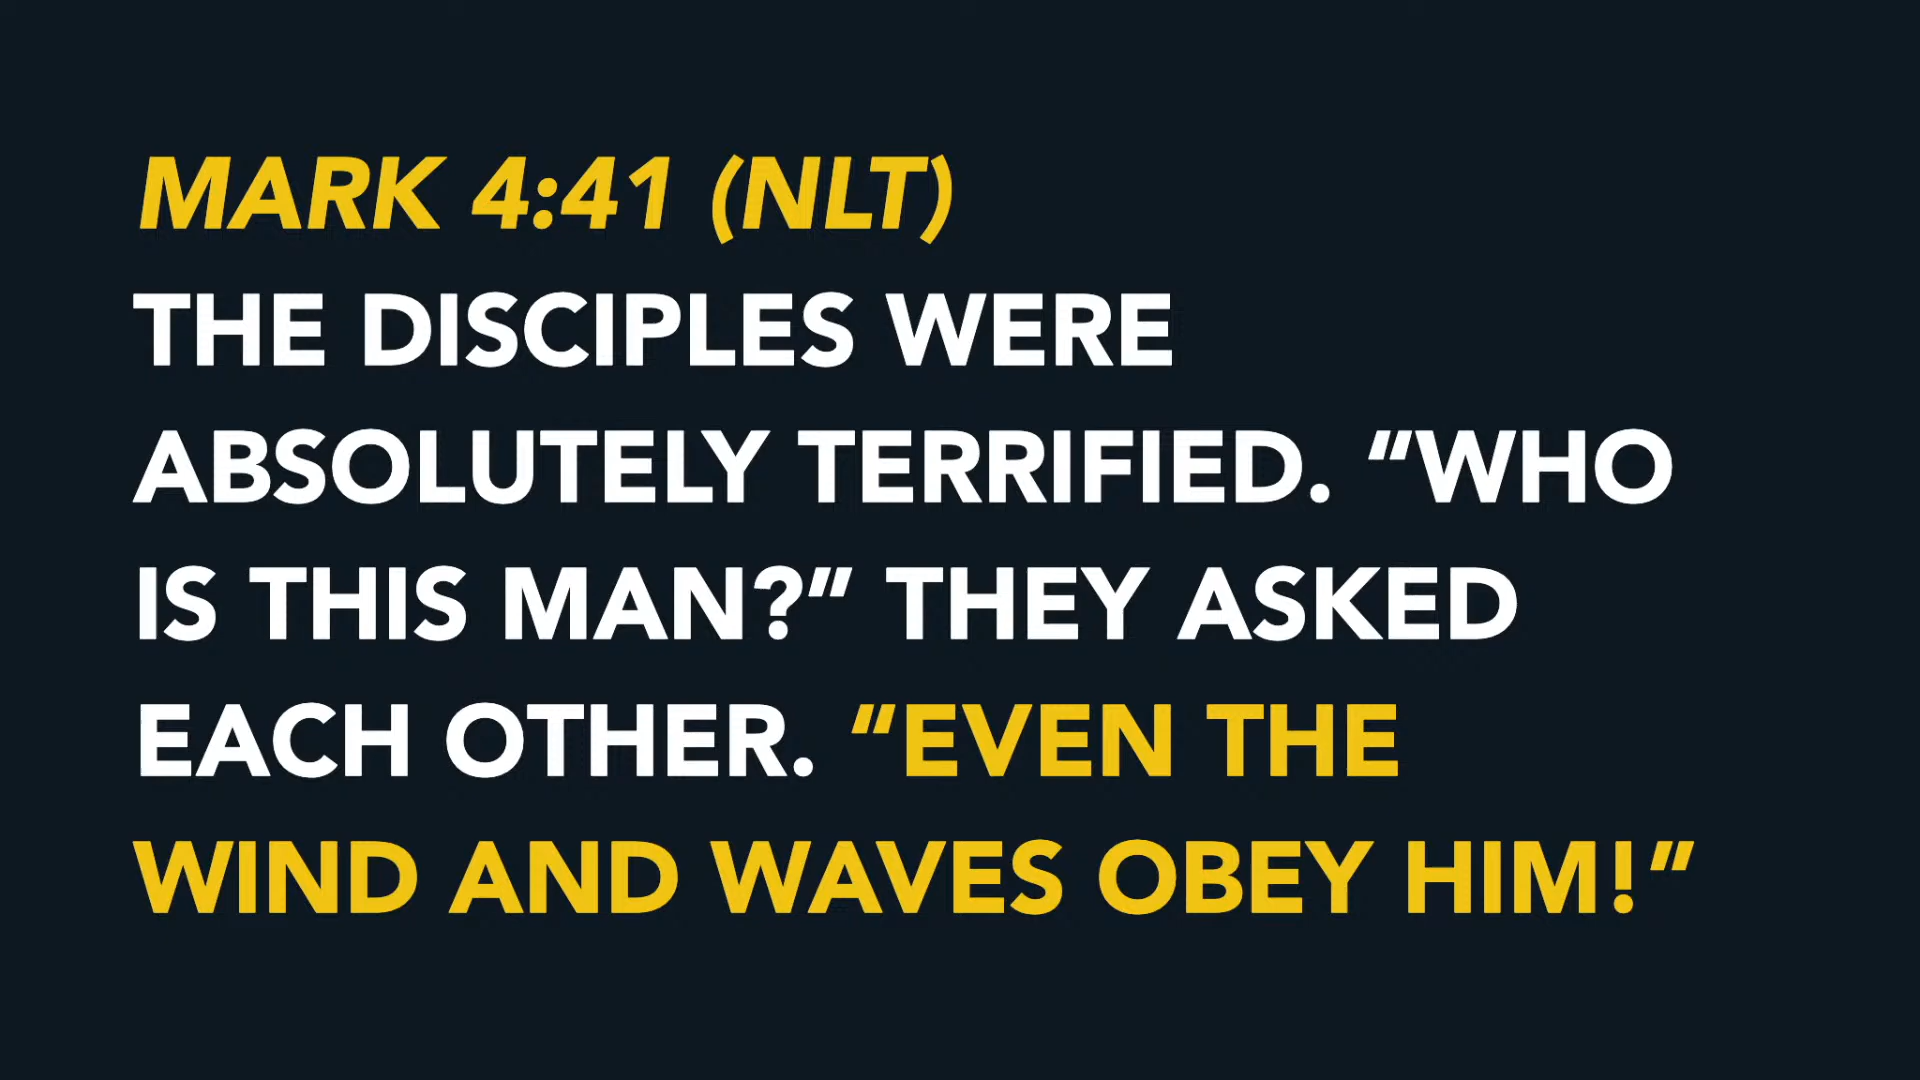 MARK 4:41 (NLT)
THE DISCIPLES WERE
ABSOLUTELY TERRIFIED. “WHO
IS THIS MAN?” THEY ASKED
EACH OTHER. “EVEN THE
WIND AND WAVES OBEY HIM!”